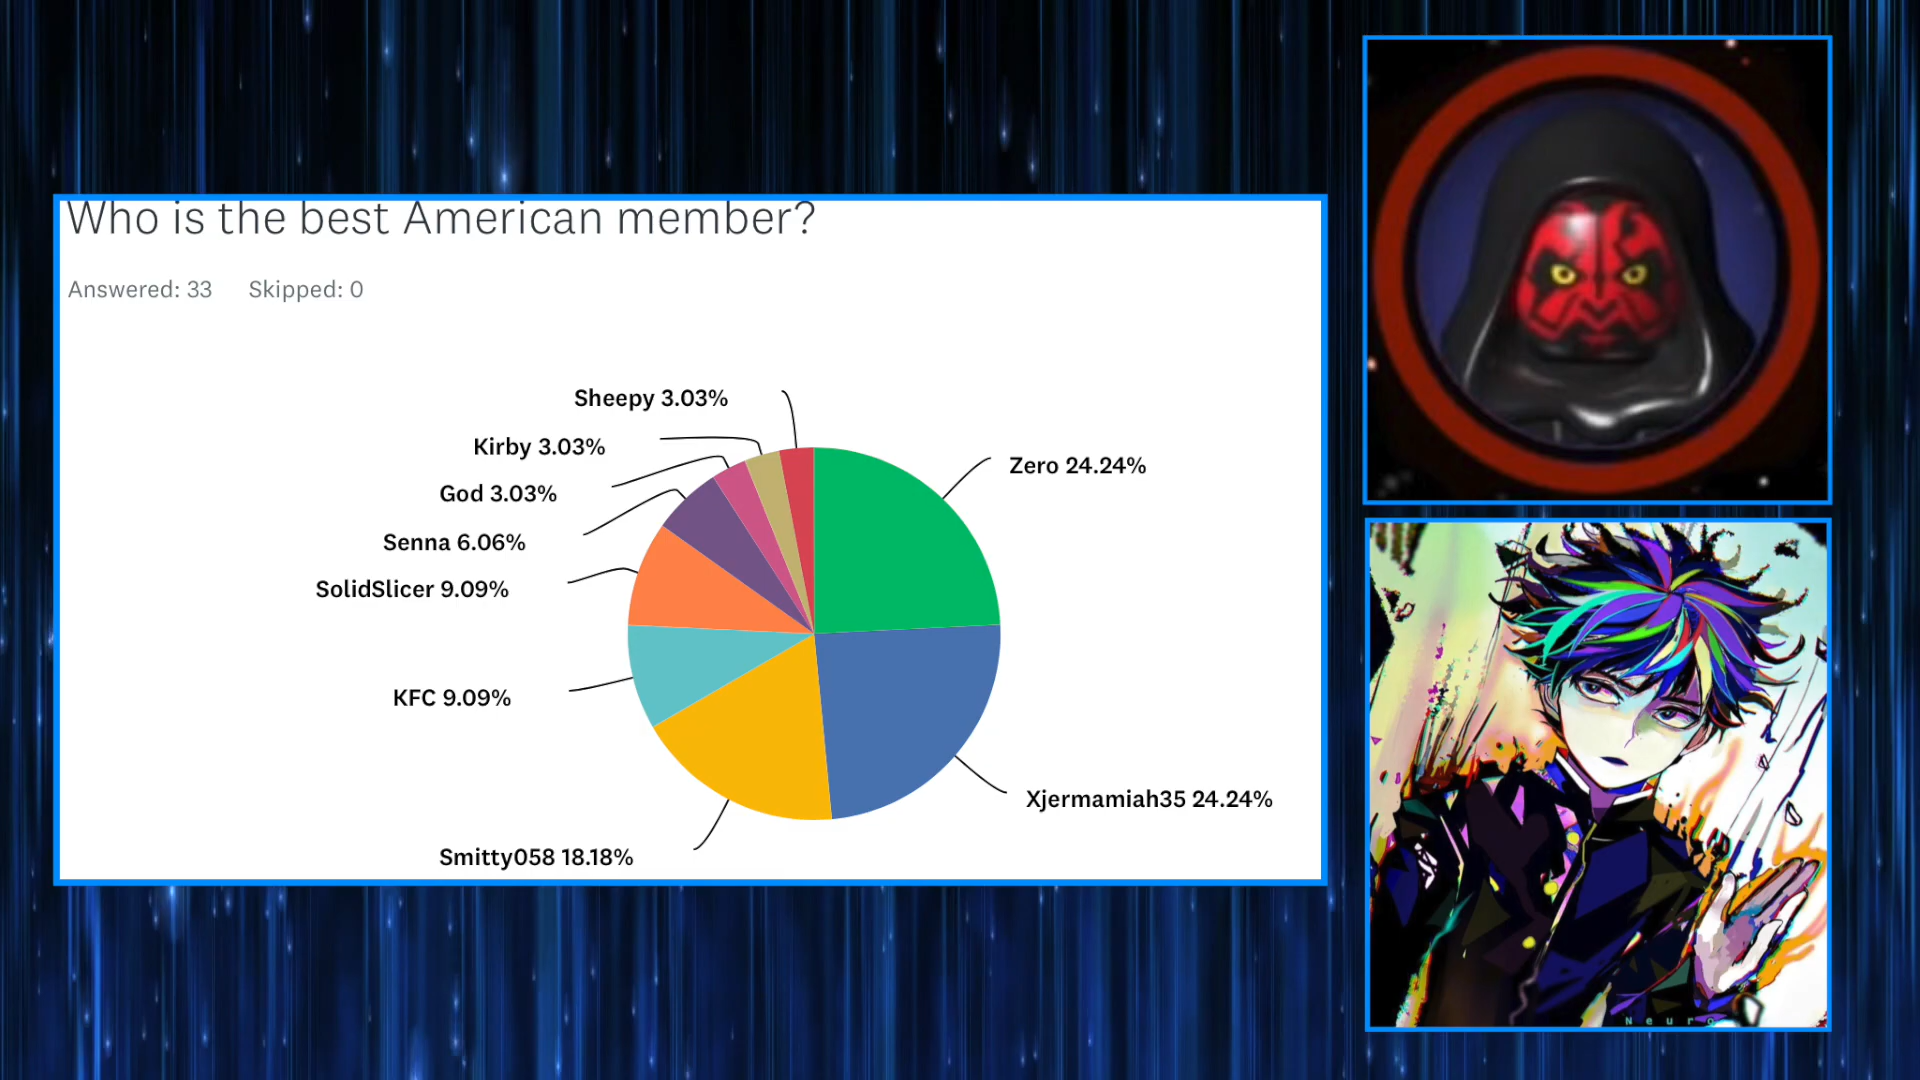 Who is the best American member?
Answered: 33 Skipped: 0
Sheepy 3.03%
Kirby 3.03%
Zero 24.24%
God 3.03%
Senna 6.06%
SolidSlicer 9.09%
KFC 9.09%
Xjermamiah35 24.24%
Smitty058 18.18%
Neuro